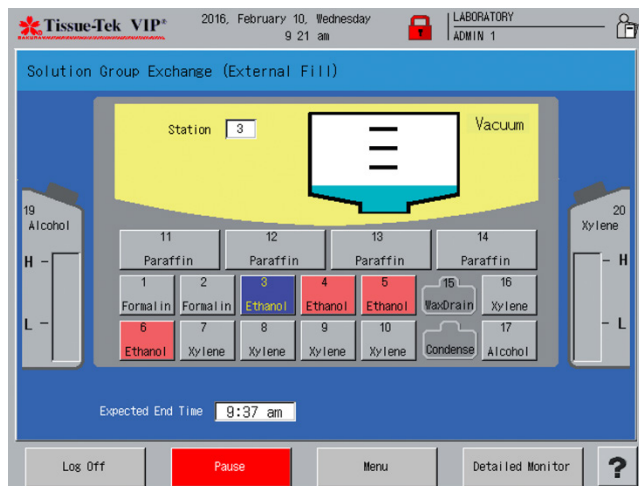 Tissue-Tek VIP®
SAKURA
2016, February 10, Wednesday
9 21 am
LABORATORY
ADMIN 1
Solution Group Exchange (External Fill)
Station 3
Vacuum
19
Alcohol
H
L
20
Xylene
H
L
11
Paraffin
12
Paraffin
13
Paraffin
14
Paraffin
1
Formalin
2
Formalin
3
Ethanol
4
Ethanol
5
Ethanol
15
WaxDrain
16
Xylene
6
Ethanol
7
Xylene
8
Xylene
9
Xylene
10
Xylene
Condense
17
Alcohol
Expected End Time 9:37 am
Log Off
Pause
Menu
Detailed Monitor
?